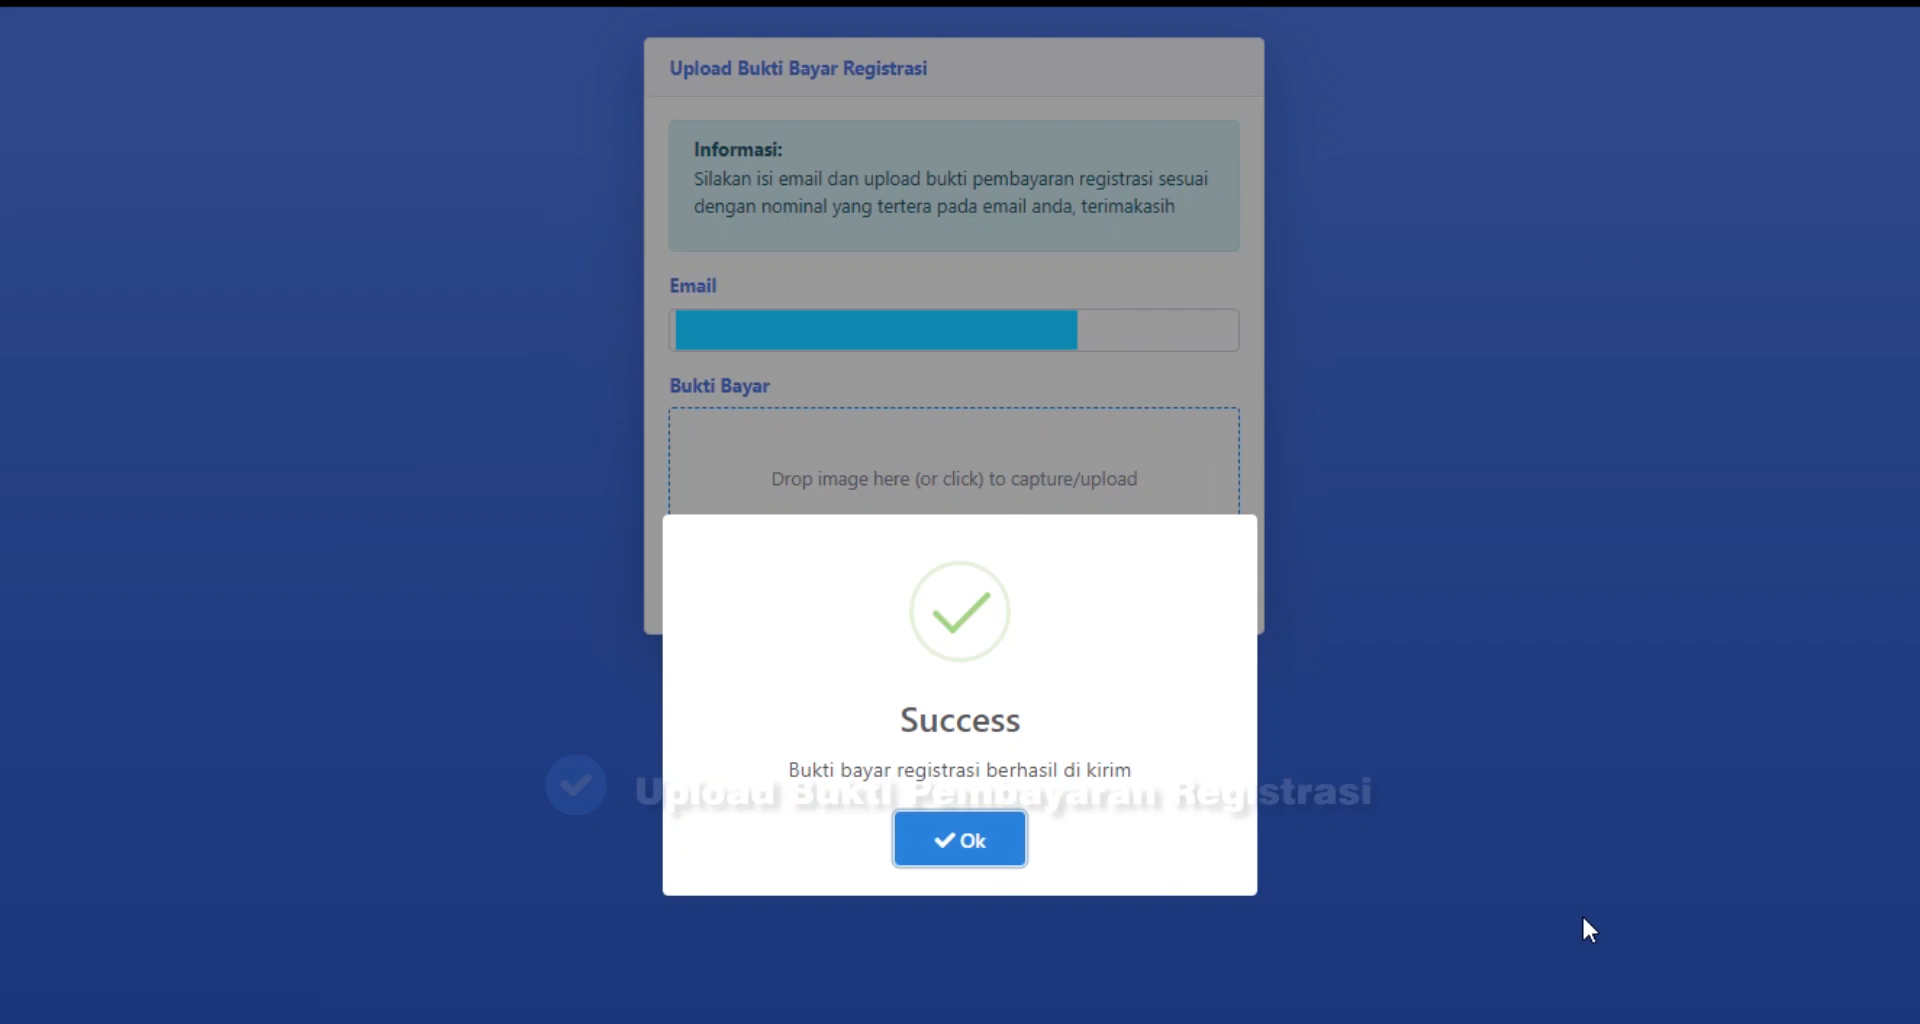 Upload Bukti Bayar Registrasi
Informasi:
Silakan isi email dan upload bukti pembayaran registrasi sesuai
dengan nominal yang tertera pada email anda, terimakasih
Email
Bukti Bayar
Drop image here (or click) to capture/upload
Success
Bukti bayar registrasi berhasil di kirim
Upload Bukti Pembayaran Registrasi
Ok